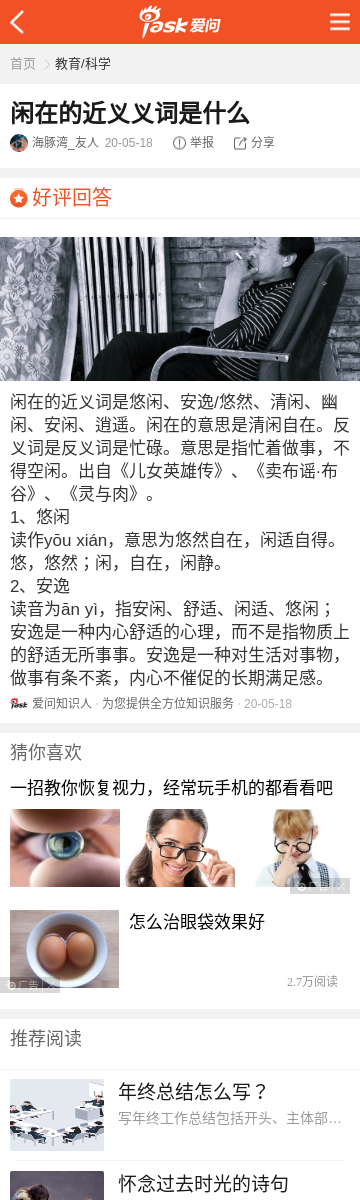 iask爱问
首页 > 教育/科学
闲在的近义义词是什么
海豚湾_友人 20-05-18 举报 分享
好评回答
闲在的近义词是悠闲、安逸/悠然、清闲、幽
闲、安闲、逍遥。闲在的意思是清闲自在。反
义词是反义词是忙碌。意思是指忙着做事，不
得空闲。出自《儿女英雄传》、《卖布谣·布
谷》、《灵与肉》。
1、悠闲
读作yōu xián，意思为悠然自在，闲适自得。
悠，悠然；闲，自在，闲静。
2、安逸
读音为ān yì，指安闲、舒适、闲适、悠闲；
安逸是一种内心舒适的心理，而不是指物质上
的舒适无所事事。安逸是一种对生活对事物，
做事有条不紊，内心不催促的长期满足感。
iask 爱问知识人 · 为您提供全方位知识服务 · 20-05-18
猜你喜欢
一招教你恢复视力，经常玩手机的都看看吧
广告
怎么治眼袋效果好
2.7万阅读
广告
推荐阅读
年终总结怎么写？
写年终工作总结包括开头、主体部...
怀念过去时光的诗句